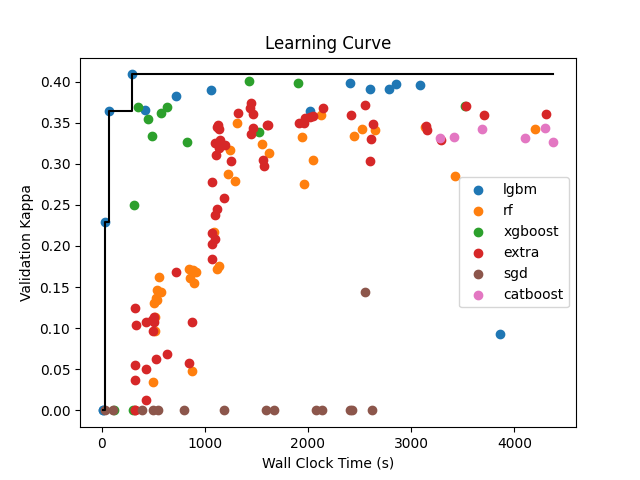 Learning Curve
Validation Kappa
0.40
0.35
0.30
0.25
0.20
0.15
0.10
0.05
0.00
lgbm
rf
xgboost
extra
sgd
catboost
0 1000 2000 3000 4000
Wall Clock Time (s)